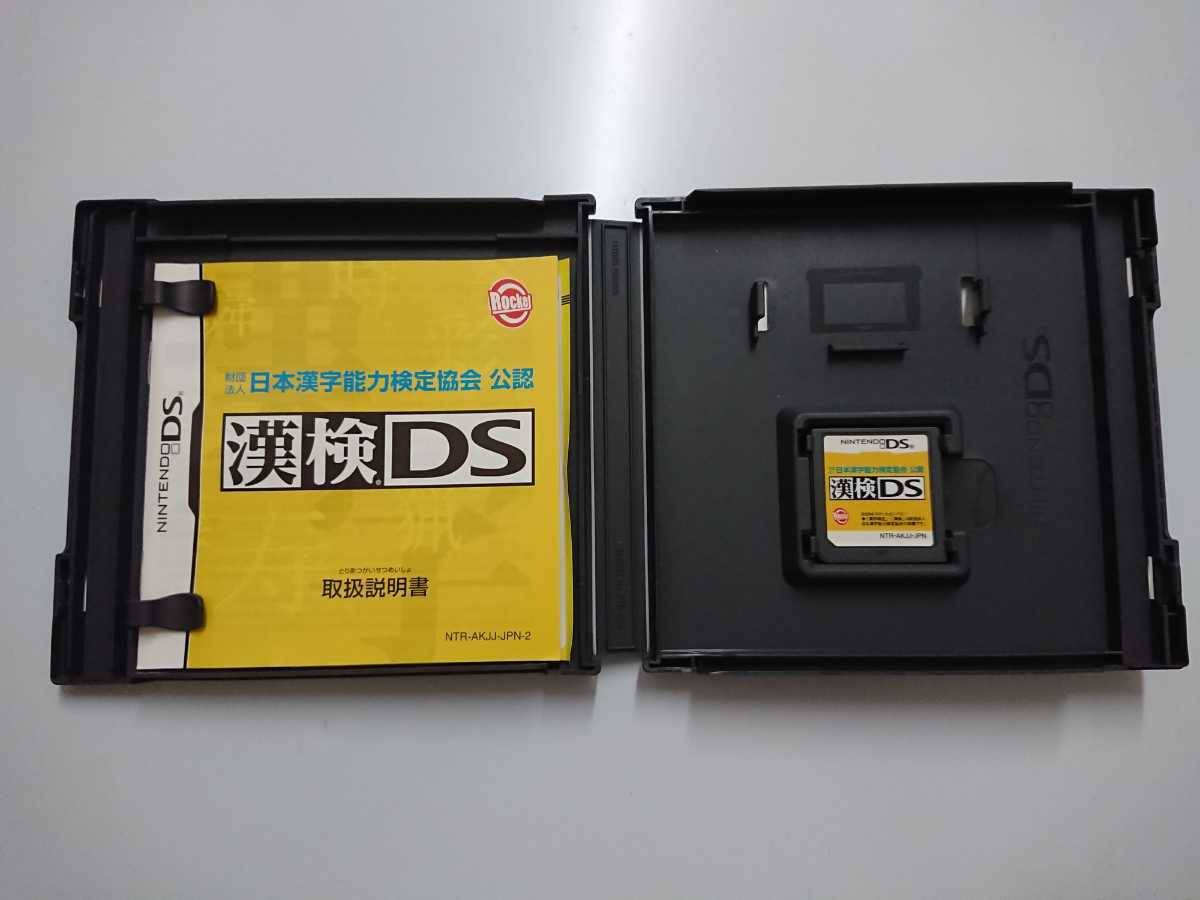 Rocket
財団
法人 日本漢字能力検定協会 公認
漢検DS
とりあつかいせつめいしょ
取扱説明書
NTR-AKJJ-JPN-2
NINTENDO DS
NINTENDO DS
日本漢字能力検定協会 公認
漢検DS
Rocket
NTR-AKJJ-JPN
NINTENDO DS